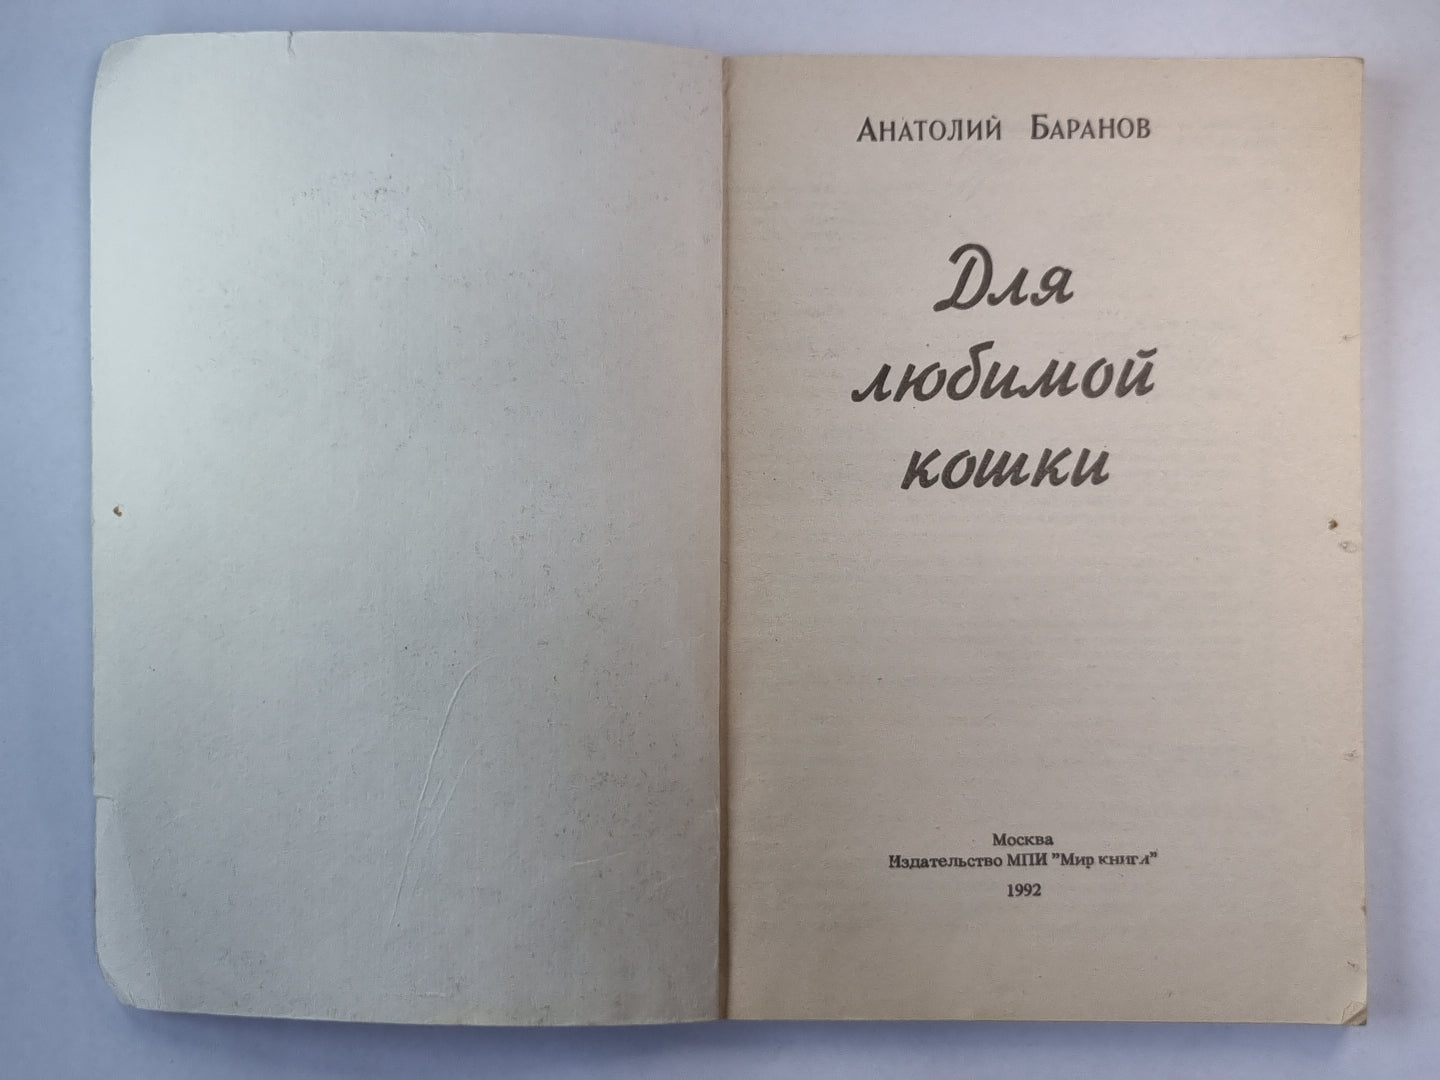 Анатолий Баранов
Для
любимой
кошки
Москва
Издательство МПИ "Мир книги"
1992